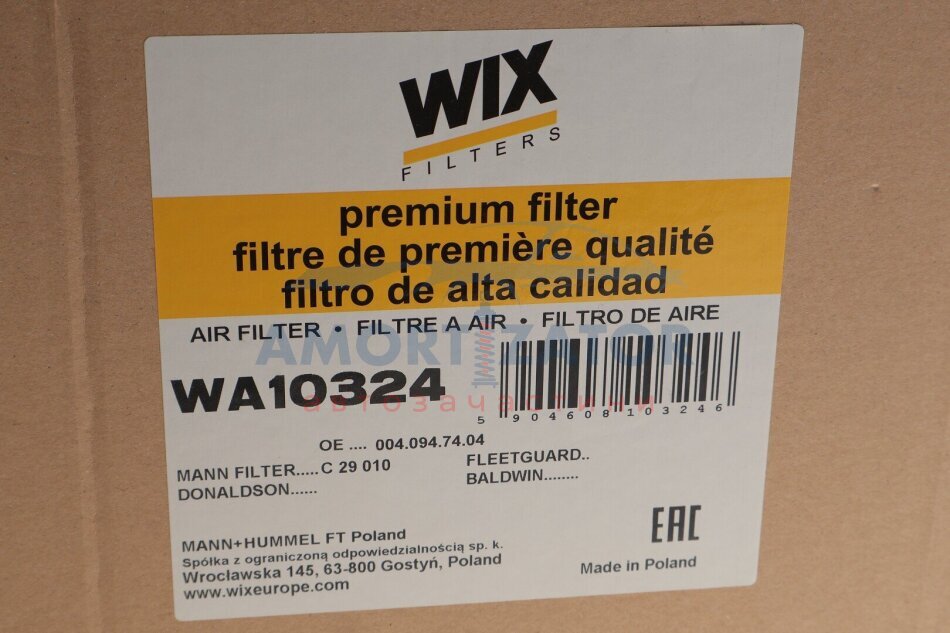 WIX
FILTERS
premium filter
filtre de première qualité
filtro de alta calidad
AIR FILTER • FILTRE A AIR • FILTRO DE AIRE
AMORTIZATOR
автозачастини
WA10324
5 904608 103246
OE .... 004.094.74.04
MANN FILTER.....C 29 010
FLEETGUARD..
DONALDSON......
BALDWIN........
MANN+HUMMEL FT Poland
Spółka z ograniczoną odpowiedzialnością sp. k.
Wrocławska 145, 63-800 Gostyń, Poland
www.wixeurope.com
EAC
Made in Poland